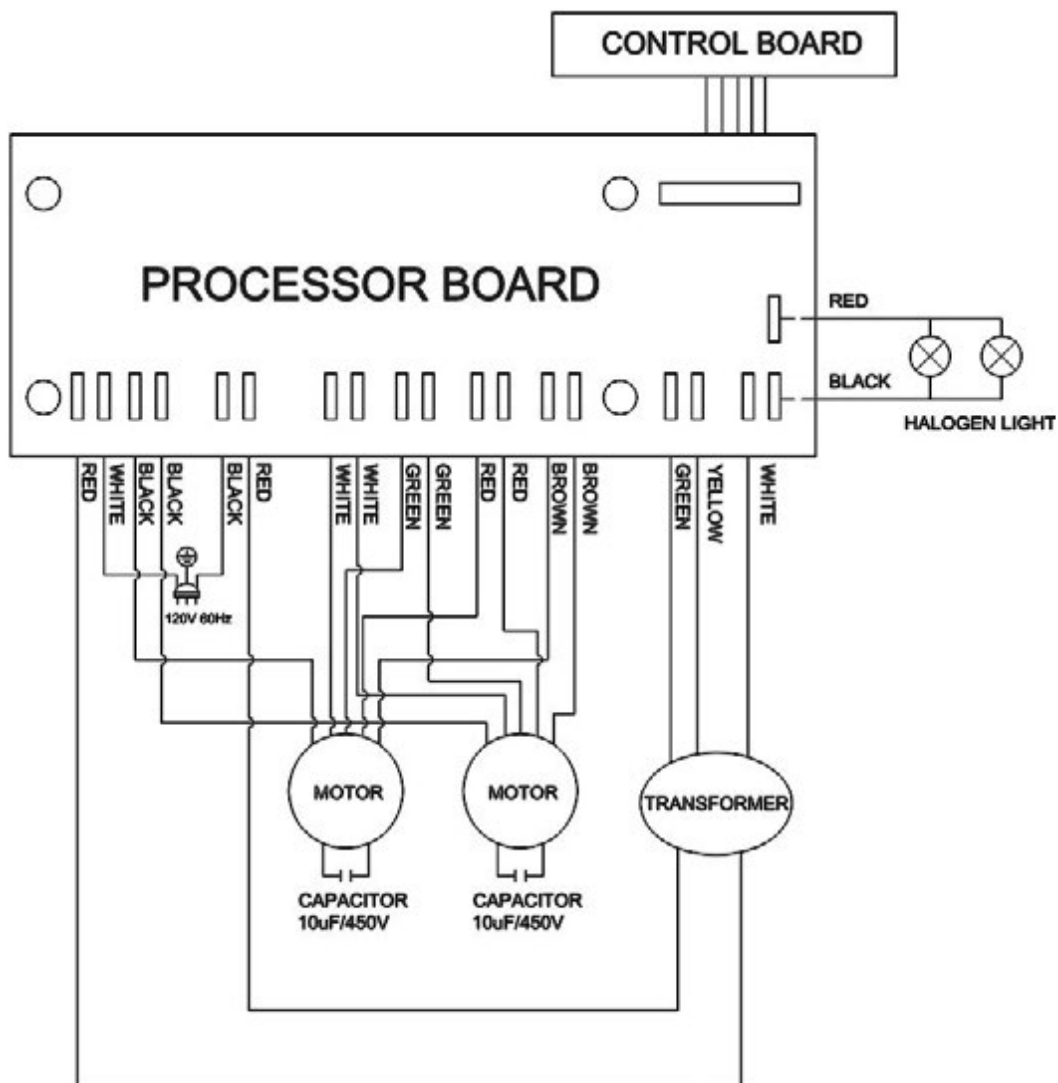 CONTROL BOARD
PROCESSOR BOARD
RED
BLACK
HALOGEN LIGHT
RED
WHITE
BLACK
BLACK
BLACK
RED
WHITE
WHITE
GREEN
GREEN
RED
RED
BROWN
BROWN
GREEN
YELLOW
WHITE
120V 60Hz
MOTOR
MOTOR
TRANSFORMER
CAPACITOR
10uF/450V
CAPACITOR
10uF/450V